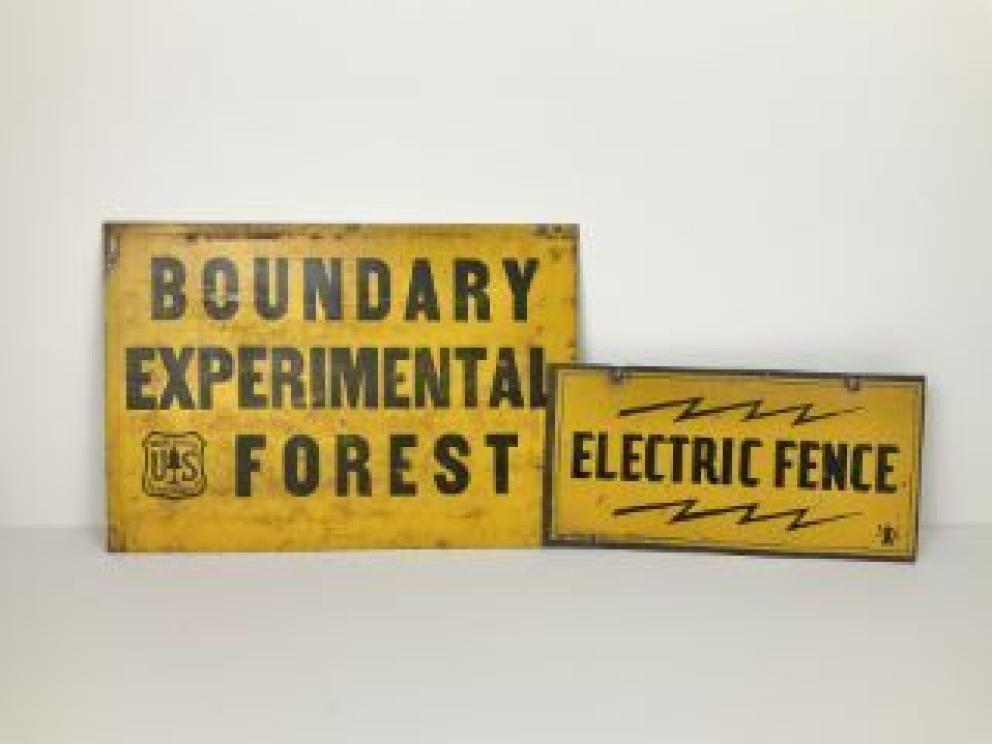 BOUNDARY
EXPERIMENTAL
US FOREST
ELECTRIC FENCE